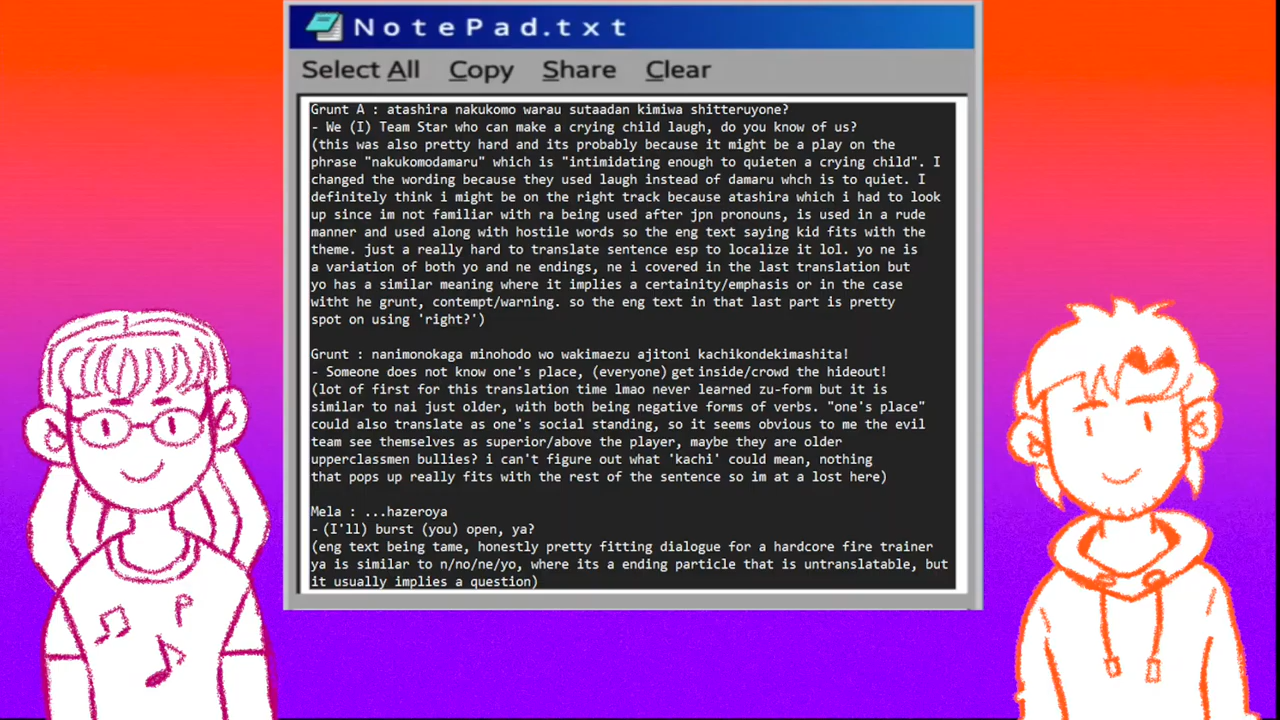 NotePad.txt
Select All Copy Share Clear
Grunt A : atashira nakukomo warau sutaadan kimiwa shitteruyone?
- We (I) Team Star who can make a crying child laugh, do you know of us?
(this was also pretty hard and its probably because it might be a play on the
phrase "nakukomodamaru" which is "intimidating enough to quieten a crying child". I
changed the wording because they used laugh instead of damaru whch is to quiet. I
definitely think i might be on the right track because atashira which i had to look
up since im not familiar with ra being used after jpn pronouns, is used in a rude
manner and used along with hostile words so the eng text saying kid fits with the
theme. just a really hard to translate sentence esp to localize it lol. yo ne is
a variation of both yo and ne endings, ne i covered in the last translation but
yo has a similar meaning where it implies a certainity/emphasis or in the case
witht he grunt, contempt/warning. so the eng text in that last part is pretty
spot on using 'right?')
Grunt : nanimonokaga minohodo wo wakimaezu ajitoni kachikondekimashita!
- Someone does not know one's place, (everyone) get inside/crowd the hideout!
(lot of first for this translation time lmao never learned zu-form but it is
similar to nai just older, with both being negative forms of verbs. "one's place"
could also translate as one's social standing, so it seems obvious to me the evil
team see themselves as superior/above the player, maybe they are older
upperclassmen bullies? i can't figure out what 'kachi' could mean, nothing
that pops up really fits with the rest of the sentence so im at a lost here)
Mela : ...hazeroya
- (I'll) burst (you) open, ya?
(eng text being tame, honestly pretty fitting dialogue for a hardcore fire trainer
ya is similar to n/no/ne/yo, where its a ending particle that is untranslatable, but
it usually implies a question)